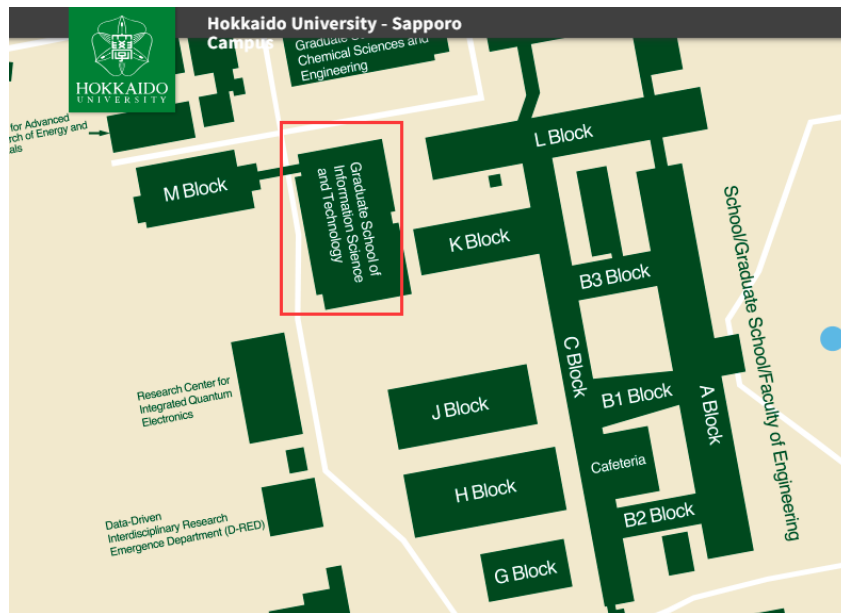 Hokkaido University - Sapporo
Campus
HOKKAIDO
UNIVERSITY
Chemical Sciences and
Engineering
for Advanced
of Energy and
L Block
M Block
Graduate School of
Information Science
and Technology
K Block
B3 Block
School/Graduate School/Faculty of Engineering
C Block
Research Center for
Integrated Quantum
Electronics
J Block
B1 Block
A Block
Cafeteria
H Block
B2 Block
Data-Driven
Interdisciplinary Research
Emergence Department (D-RED)
G Block